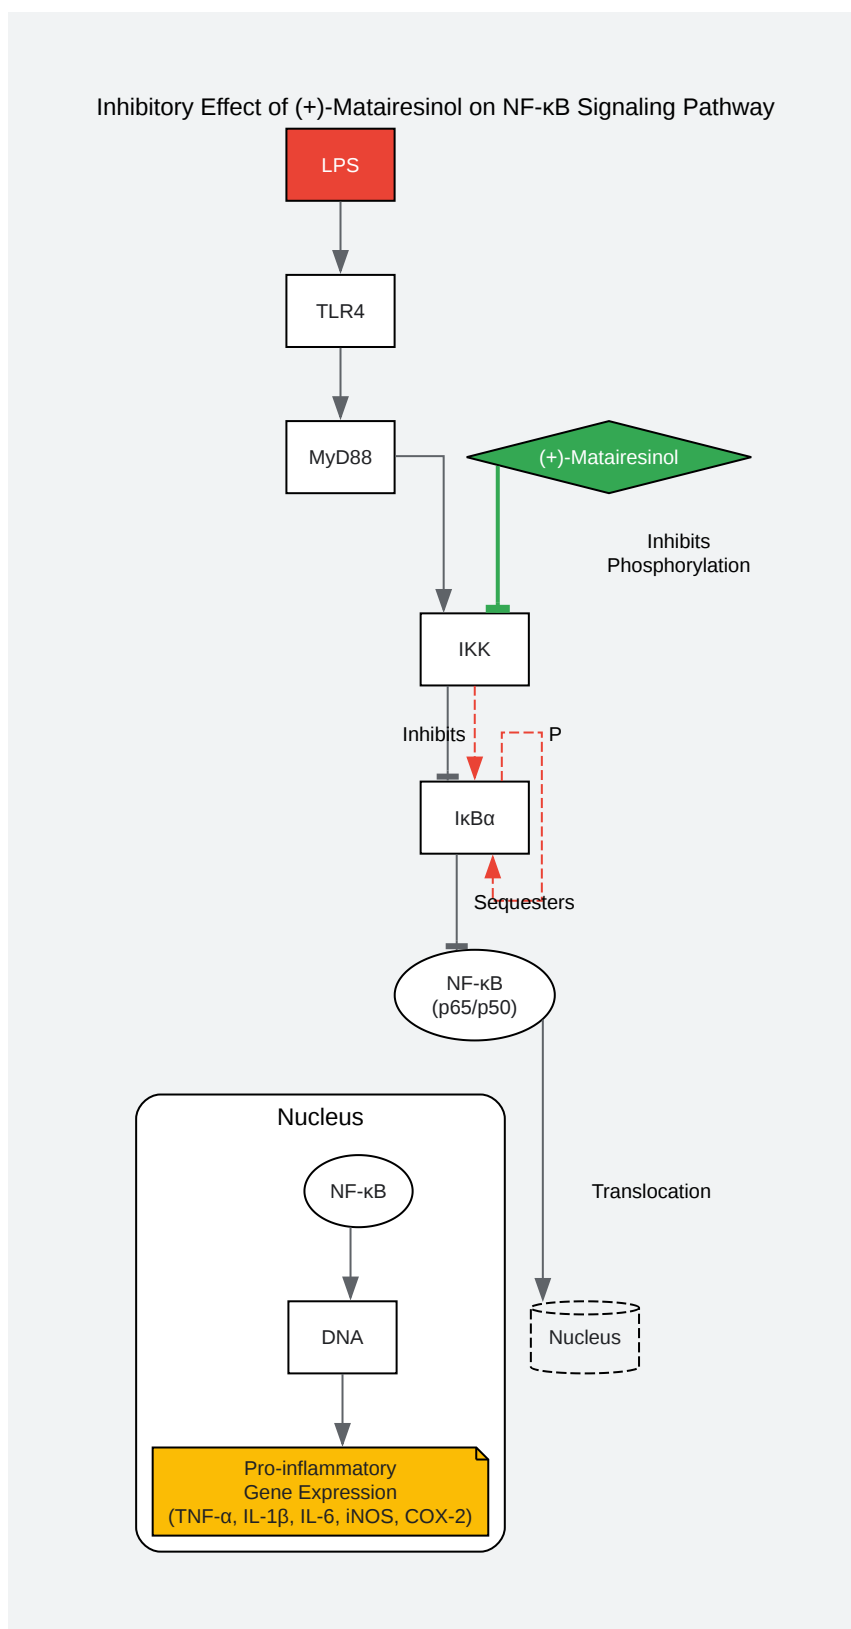 Inhibitory Effect of (+)-Matairesinol on NF-κB Signaling Pathway
LPS
TLR4
MyD88
(+)-Matairesinol
Inhibits
Phosphorylation
IKK
Inhibits
P
IκBα
Sequesters
NF-κB
(p65/p50)
Nucleus
NF-κB
Translocation
DNA
Nucleus
Pro-inflammatory
Gene Expression
(TNF-α, IL-1β, IL-6, iNOS, COX-2)